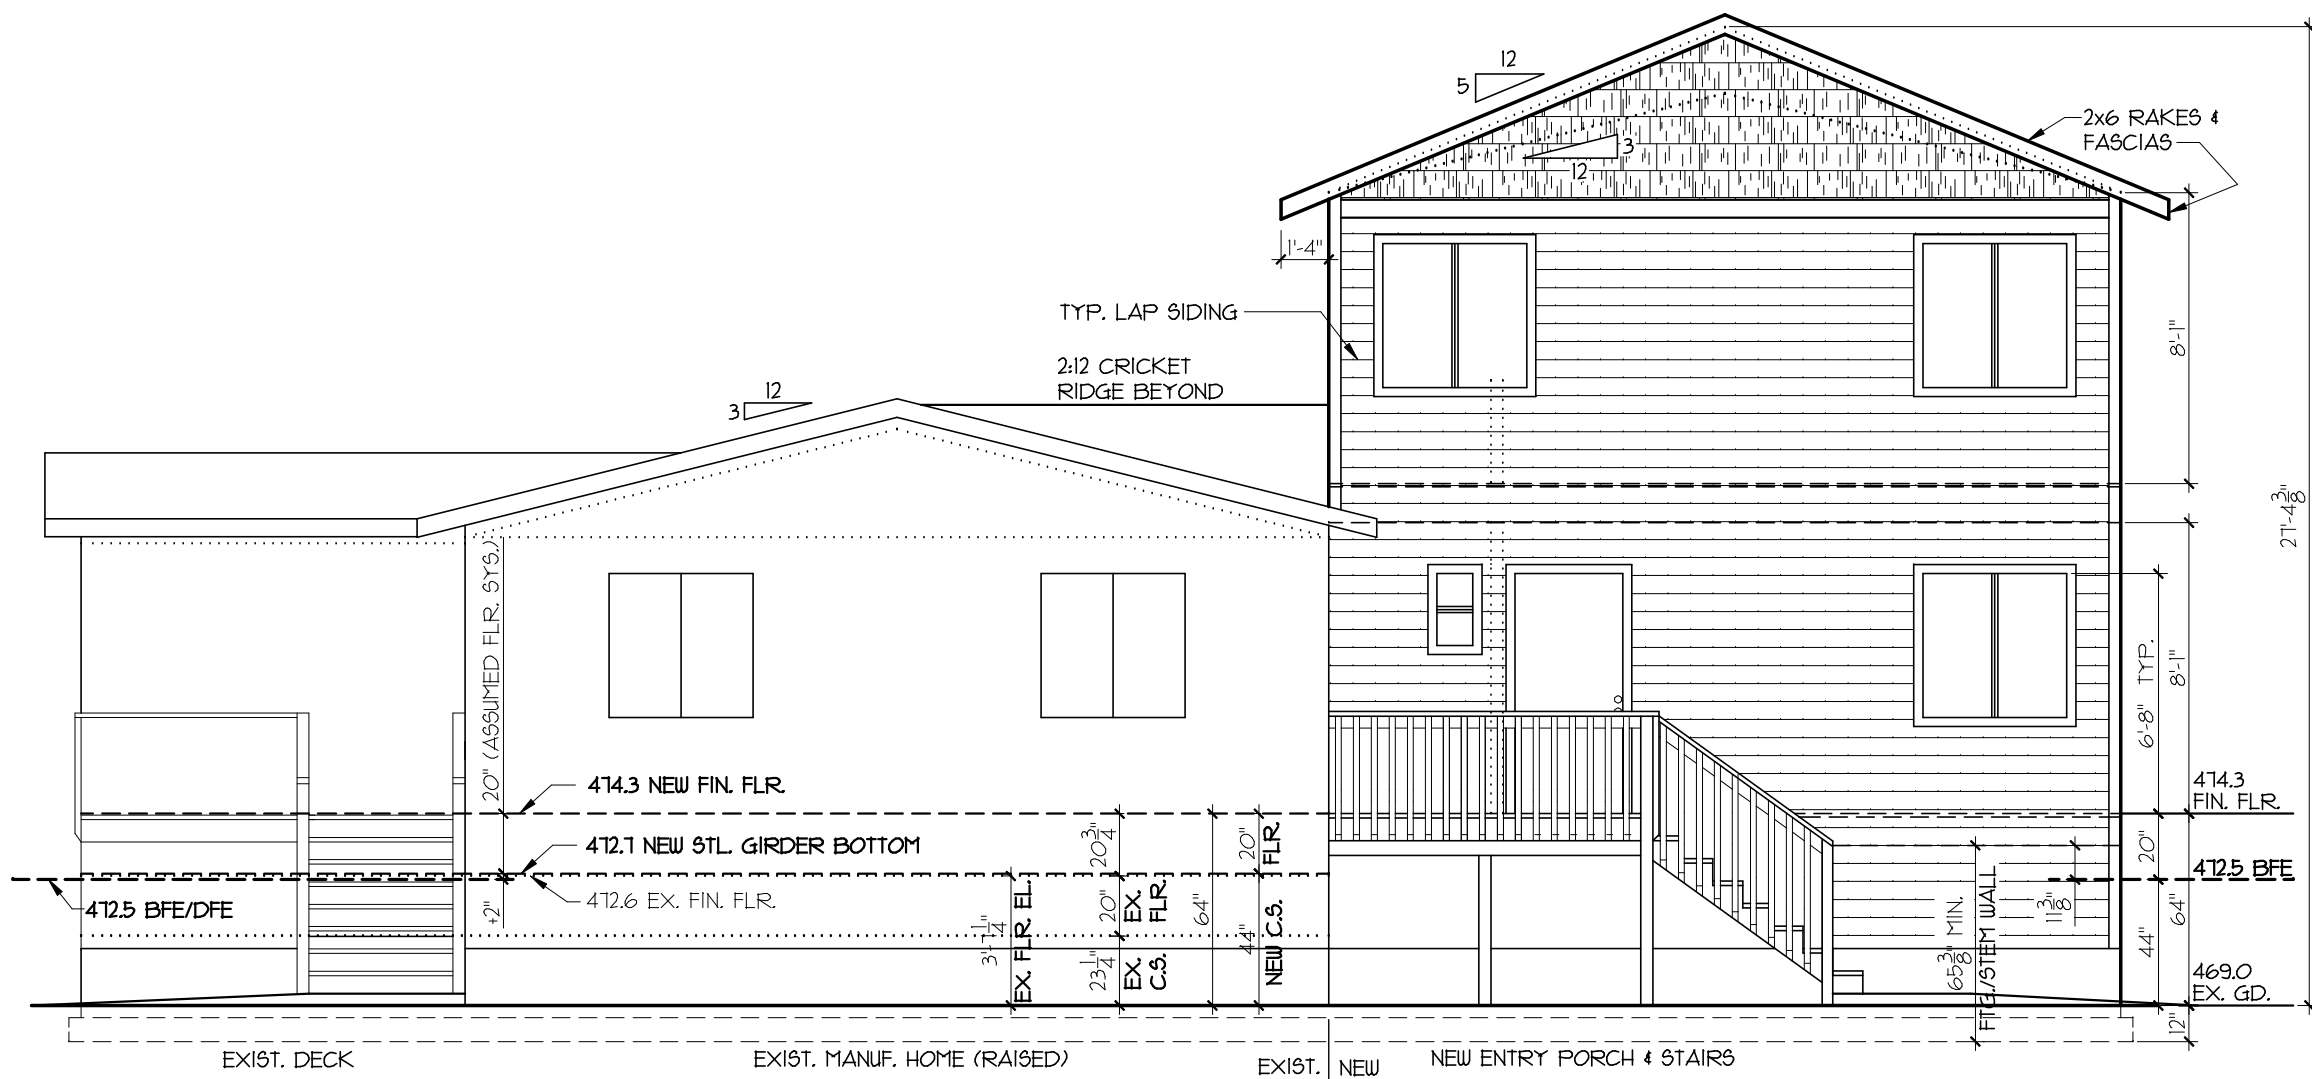 12
5
2x6 RAKES &
FASCIAS
3
12
1'-4"
TYP. LAP SIDING
2:12 CRICKET
RIDGE BEYOND
12
3
8'-1"
27'-4 3/8"
20" (ASSUMED FLR. SYS.)
6'-8" TYP.
8'-1"
474.3 NEW FIN. FLR.
474.3
FIN. FLR.
472.7 NEW STL. GIRDER BOTTOM
20 3/4"
20"
FLR.
20"
472.5 BFE
472.6 EX. FIN. FLR.
472.5 BFE/DFE
+2"
3'-7 1/4"
EX. FLR. EL.
20"
EX.
FLR.
64"
44"
NEW C.S.
23 1/4"
EX.
C.S.
65 3/8" MIN.
FTG./STEM WALL
11 3/8"
44"
64"
469.0
EX. GD.
12"
EXIST. DECK
EXIST. MANUF. HOME (RAISED)
EXIST.
NEW
NEW ENTRY PORCH & STAIRS